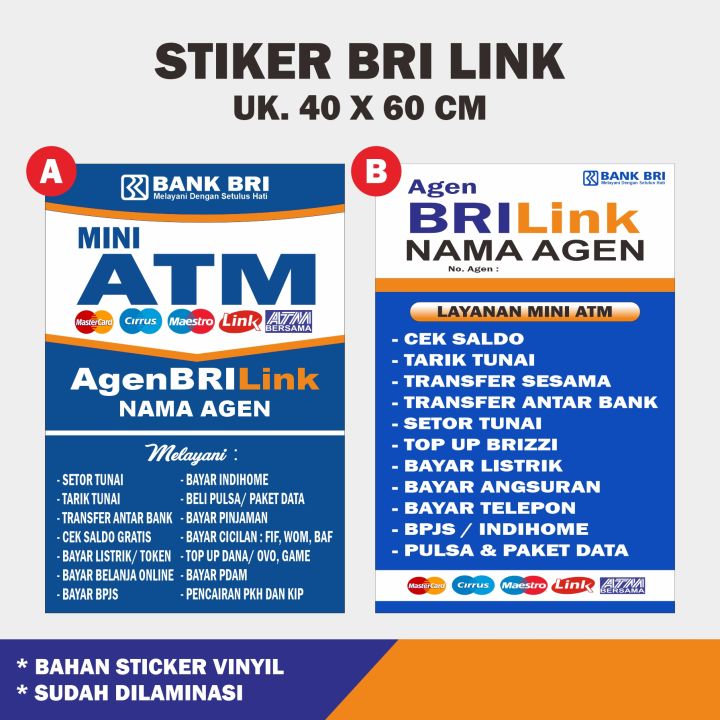 STIKER BRI LINK
UK. 40 X 60 CM
A
BANK BRI
Melayani Dengan Setulus Hati
MINI
ATM
MasterCard Cirrus Maestro Link ATM BERSAMA
AgenBRILink
NAMA AGEN
Melayani :
- SETOR TUNAI
- TARIK TUNAI
- TRANSFER ANTAR BANK
- CEK SALDO GRATIS
- BAYAR LISTRIK/ TOKEN
- BAYAR BELANJA ONLINE
- BAYAR BPJS
- BAYAR INDIHOME
- BELI PULSA/ PAKET DATA
- BAYAR PINJAMAN
- BAYAR CICILAN : FIF, WOM, BAF
- TOP UP DANA/ OVO, GAME
- BAYAR PDAM
- PENCAIRAN PKH DAN KIP
B
BANK BRI
Melayani Dengan Setulus Hati
Agen
BRILink
NAMA AGEN
No. Agen :
LAYANAN MINI ATM
- CEK SALDO
- TARIK TUNAI
- TRANSFER SESAMA
- TRANSFER ANTAR BANK
- SETOR TUNAI
- TOP UP BRIZZI
- BAYAR LISTRIK
- BAYAR ANGSURAN
- BAYAR TELEPON
- BPJS / INDIHOME
- PULSA & PAKET DATA
MasterCard Cirrus Maestro Link ATM BERSAMA
* BAHAN STICKER VINYIL
* SUDAH DILAMINASI